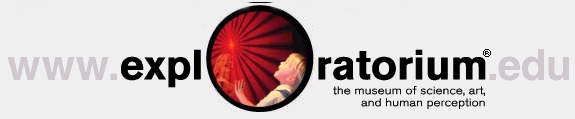 www.exploratorium®.edu
the museum of science, art,
and human perception